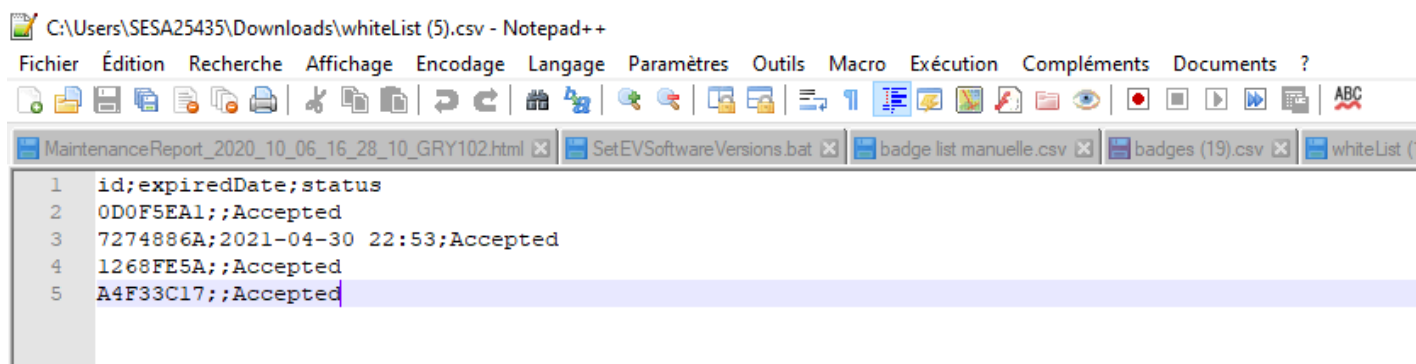 C:\Users\SESA25435\Downloads\whiteList (5).csv - Notepad++
Fichier Édition Recherche Affichage Encodage Langage Paramètres Outils Macro Exécution Compléments Documents ?
ABC
MaintenanceReport_2020_10_06_16_28_10_GRY102.html SetEVSoftwareVersions.bat badge list manuelle.csv badges (19).csv whiteList (
1 id;expiredDate;status
2 0D0F5EA1;;Accepted
3 7274886A;2021-04-30 22:53;Accepted
4 1268FE5A;;Accepted
5 A4F33C17;;Accepted